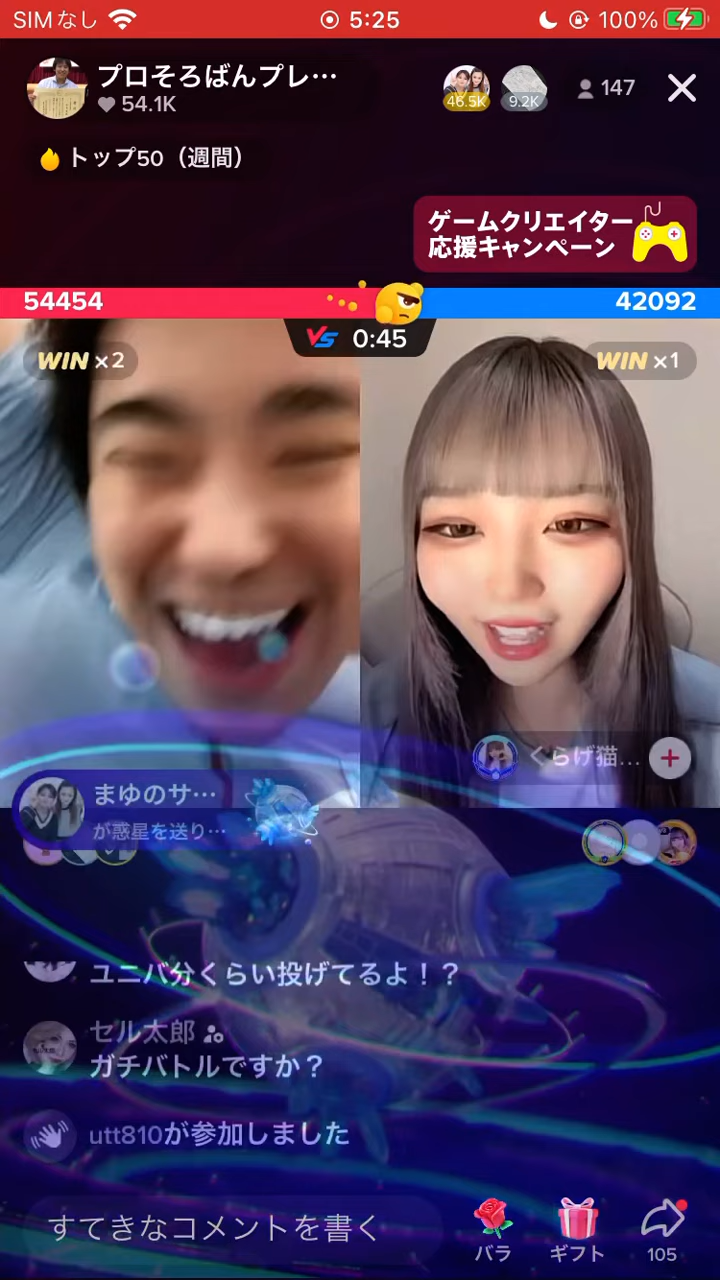 SIMなし 5:25 100%
プロそろばんプレ…
54.1K
46.5K 9.2K 147
トップ50（週間）
ゲームクリエイター
応援キャンペーン
54454 42092
VS 0:45
WIN ×2 WIN ×1
くらげ猫...
まゆのサ…
が惑星を送り…
ユニバ分くらい投げてるよ！？
セル太郎
ガチバトルですか？
utt810が参加しました
すてきなコメントを書く
バラ ギフト 105